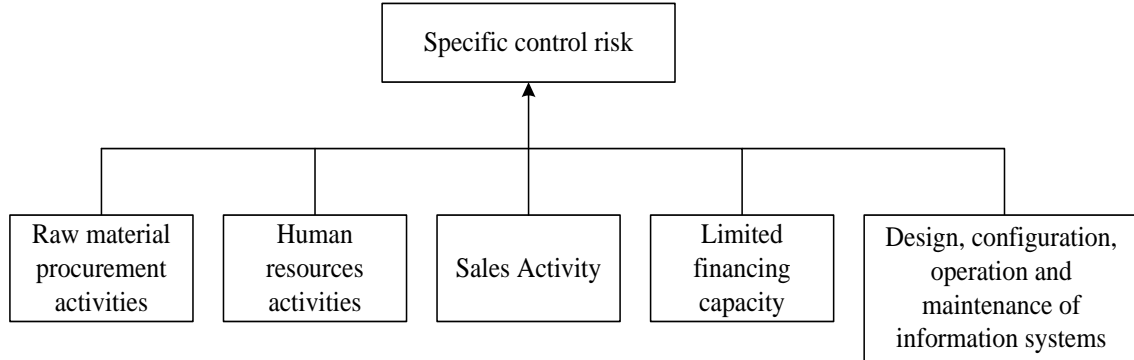 Specific control risk
Raw material
procurement
activities
Human
resources
activities
Sales Activity
Limited
financing
capacity
Design, configuration,
operation and
maintenance of
information systems